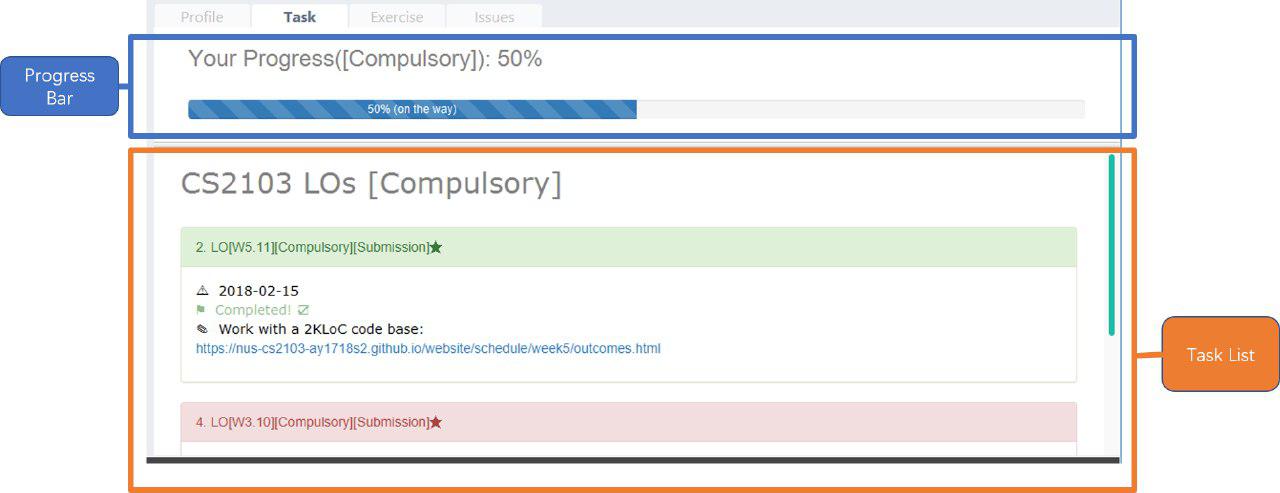 Profile Task Exercise Issues
Progress
Bar
Your Progress([Compulsory]): 50%
50% (on the way)
CS2103 LOs [Compulsory]
2. LO[W5.11][Compulsory][Submission]★
2018-02-15
Completed!
Work with a 2KLoC code base:
https://nus-cs2103-ay1718s2.github.io/website/schedule/week5/outcomes.html
Task List
4. LO[W3.10][Compulsory][Submission]★